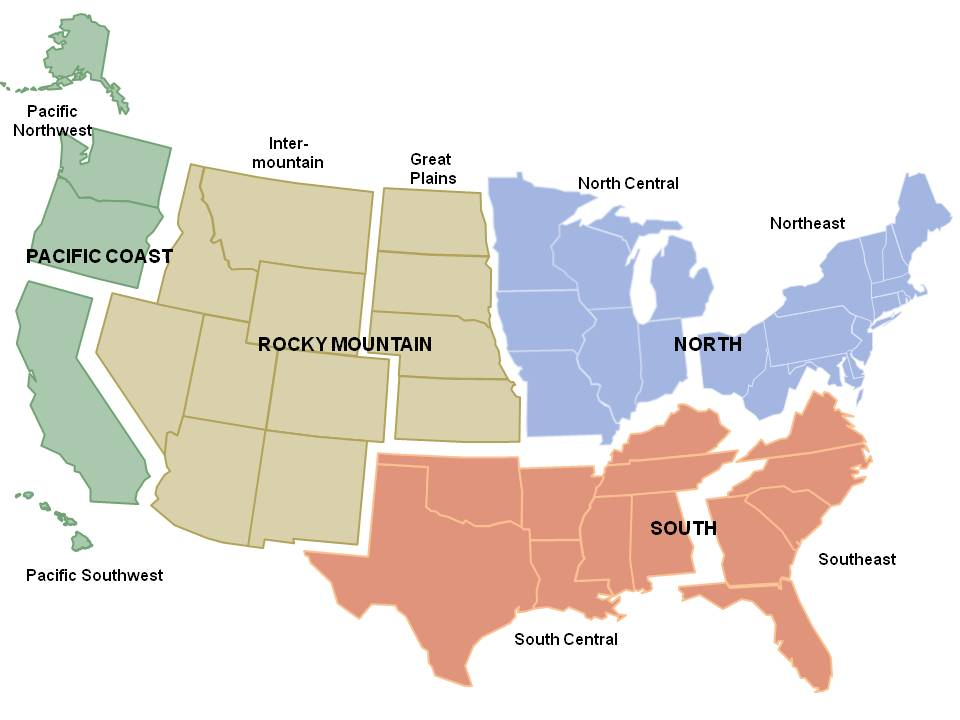 Pacific
Northwest
Inter-
mountain
Great
Plains
North Central
Northeast
PACIFIC COAST
ROCKY MOUNTAIN
NORTH
SOUTH
Southeast
Pacific Southwest
South Central